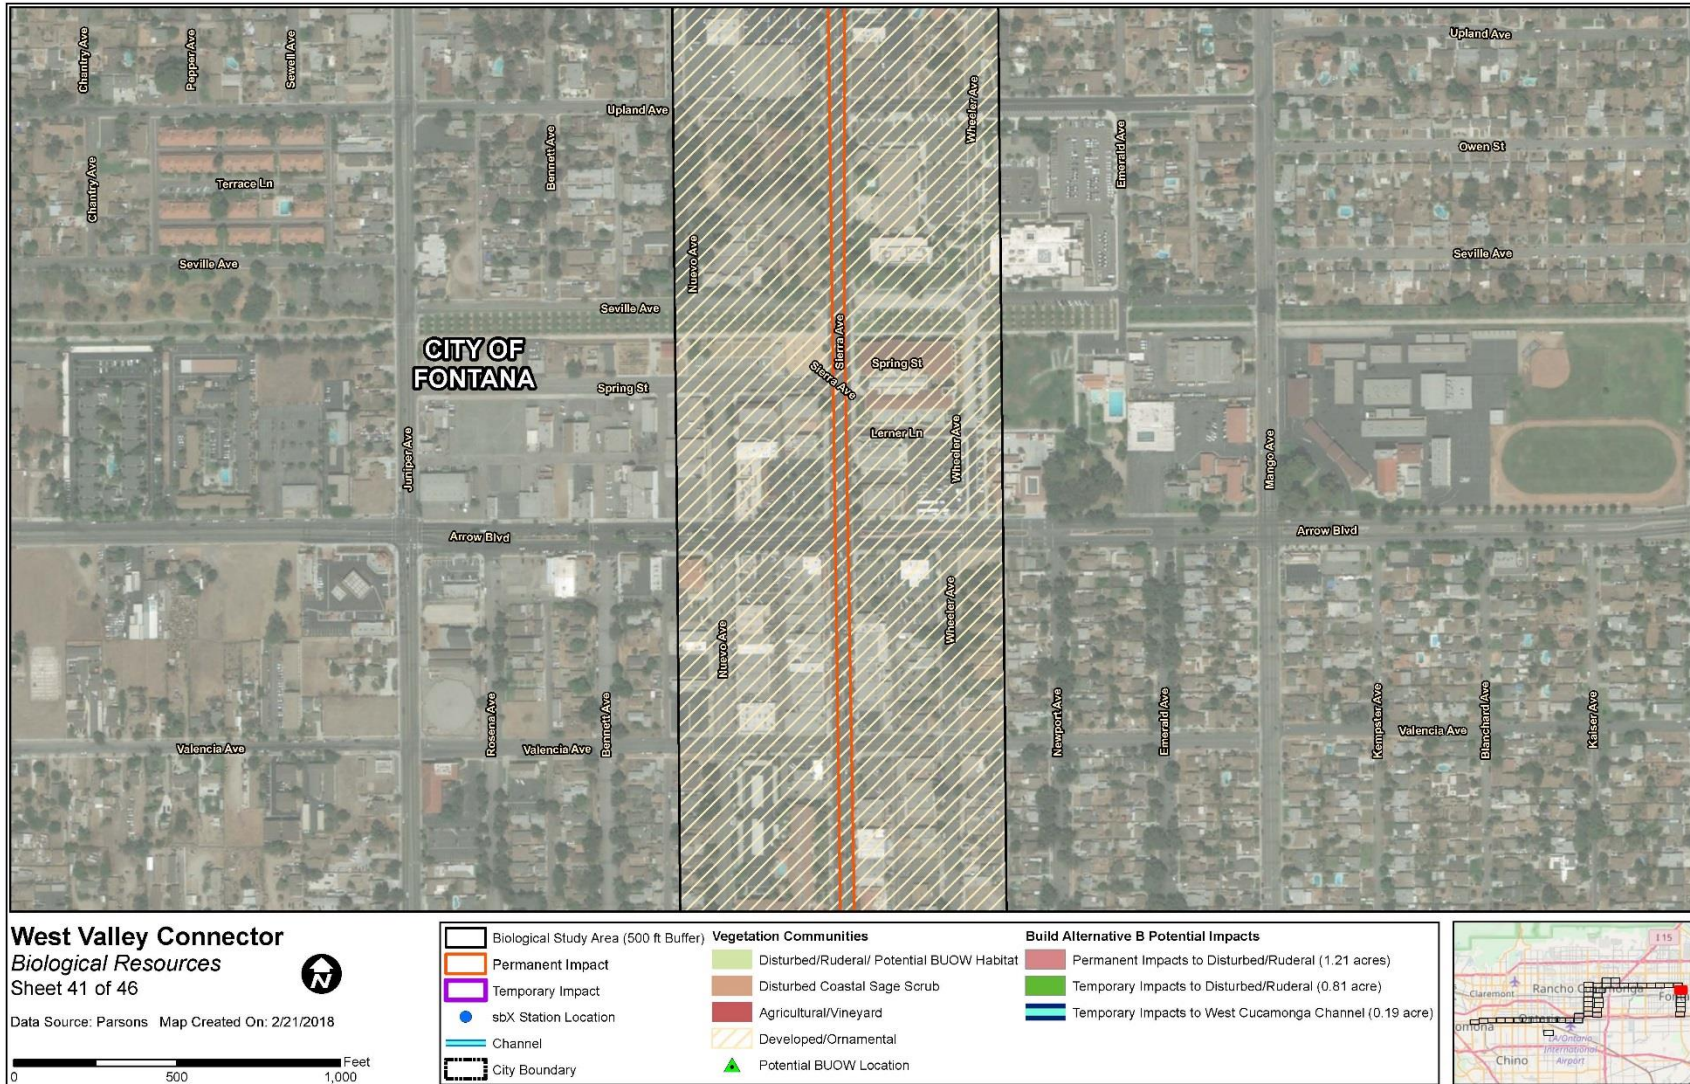 Chantry Ave
Pepper Ave
Sewell Ave
Upland Ave
Upland Ave
Wheeler Ave
Bennett Ave
Emerald Ave
Owen St
Chantry Ave
Terrace Ln
Nuevo Ave
Seville Ave
Seville Ave
Seville Ave
CITY OF
FONTANA
Sierra Ave
Sierra Ave
Spring St
Spring St
Lerner Ln
Wheeler Ave
Juniper Ave
Mango Ave
Arrow Blvd
Arrow Blvd
Nuevo Ave
Wheeler Ave
Rosena Ave
Bennett Ave
Newport Ave
Emerald Ave
Kempster Ave
Blanchard Ave
Kaiser Ave
Valencia Ave
Valencia Ave
Valencia Ave
West Valley Connector
Biological Resources
Sheet 41 of 46
N
Data Source: Parsons Map Created On: 2/21/2018
Feet
0 500 1,000
Biological Study Area (500 ft Buffer)
Permanent Impact
Temporary Impact
sbX Station Location
Channel
City Boundary
Vegetation Communities
Disturbed/Ruderal/ Potential BUOW Habitat
Disturbed Coastal Sage Scrub
Agricultural/Vineyard
Developed/Ornamental
Potential BUOW Location
Build Alternative B Potential Impacts
Permanent Impacts to Disturbed/Ruderal (1.21 acres)
Temporary Impacts to Disturbed/Ruderal (0.81 acre)
Temporary Impacts to West Cucamonga Channel (0.19 acre)
I 15
Claremont
Rancho
LA/Ontario
International
Airport
Chino